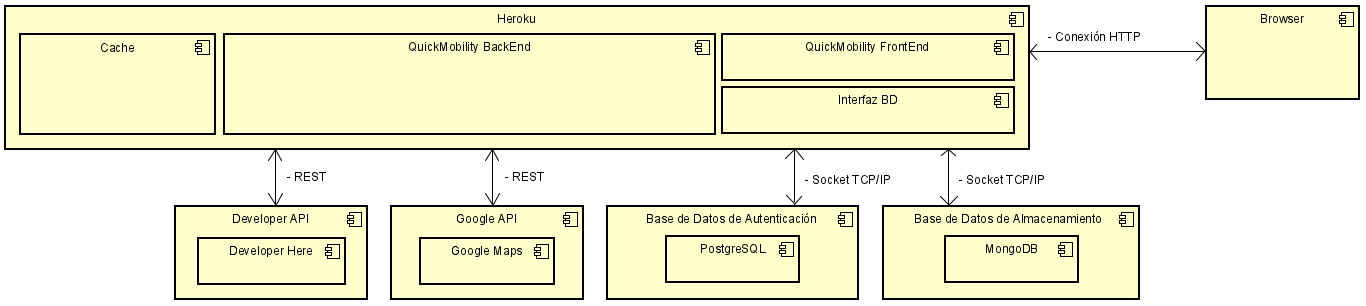 Heroku
Browser
Cache
QuickMobility BackEnd
QuickMobility FrontEnd
- Conexión HTTP
Interfaz BD
- REST
- REST
- Socket TCP/IP
- Socket TCP/IP
Developer API
Google API
Base de Datos de Autenticación
Base de Datos de Almacenamiento
Developer Here
Google Maps
PostgreSQL
MongoDB